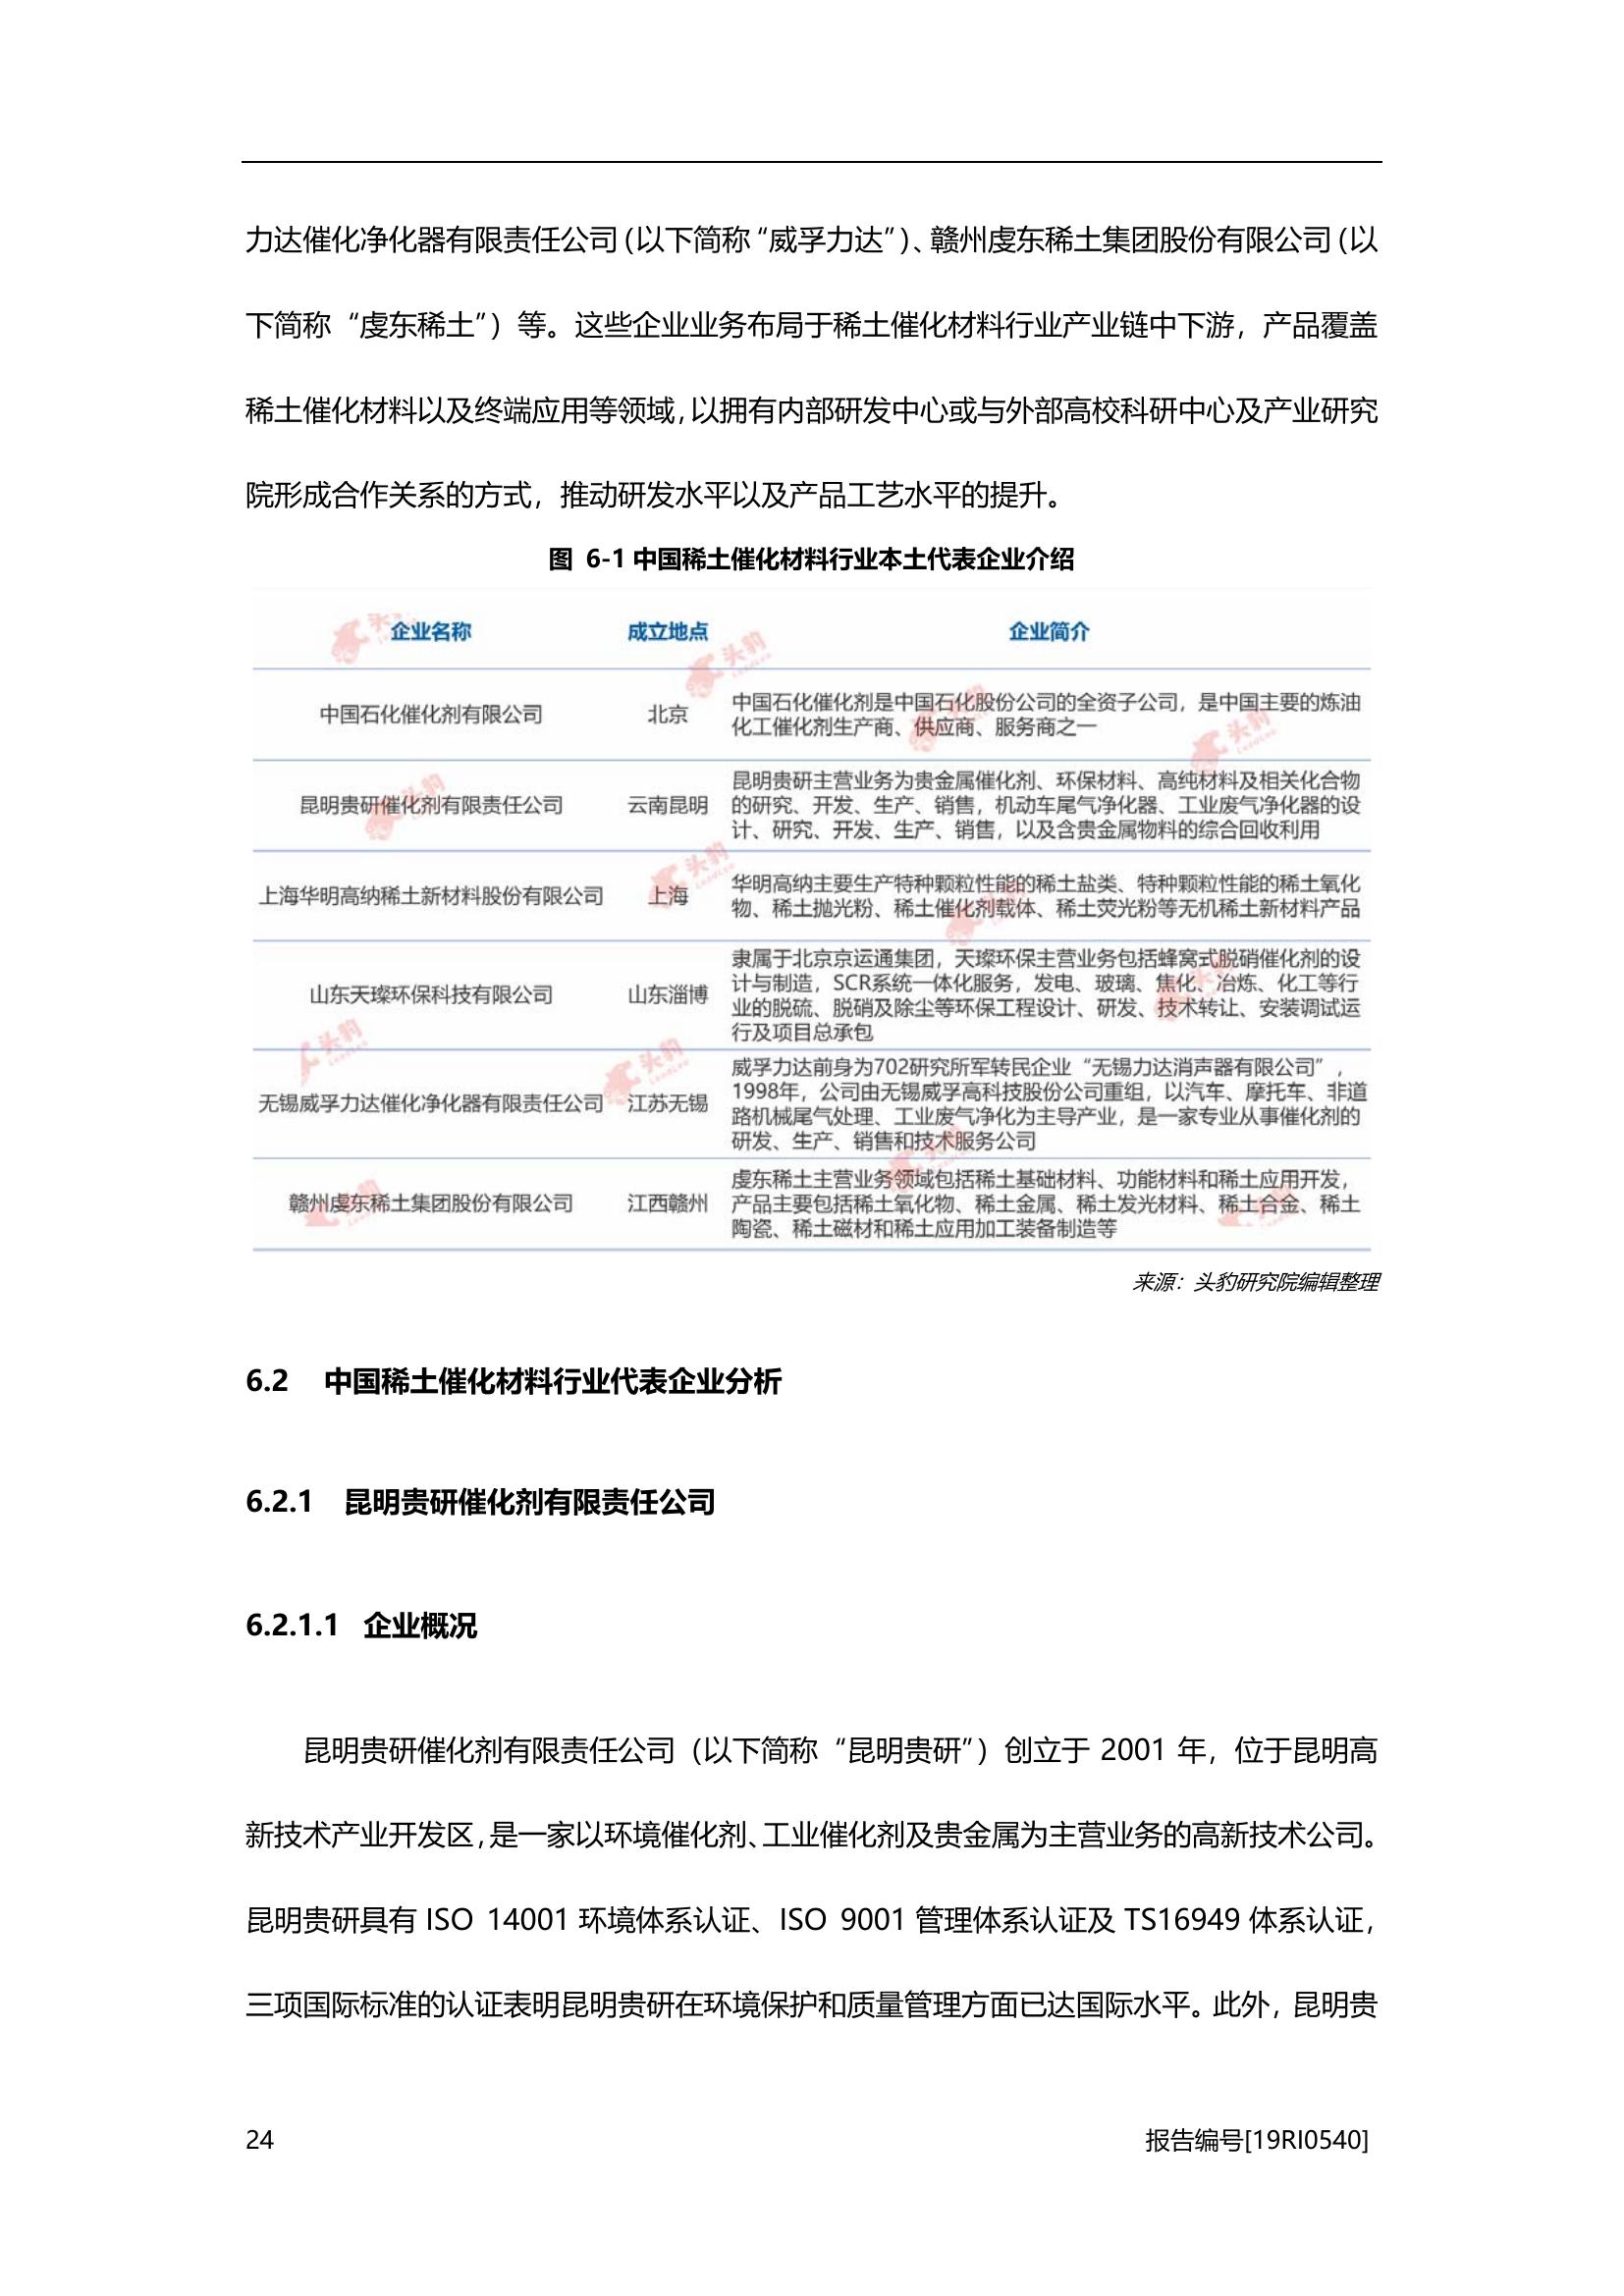 力达催化净化器有限责任公司（以下简称“威孚力达”）、赣州虔东稀土集团股份有限公司（以
下简称“虔东稀土”）等。这些企业业务布局于稀土催化材料行业产业链中下游，产品覆盖
稀土催化材料以及终端应用等领域，以拥有内部研发中心或与外部高校科研中心及产业研究
院形成合作关系的方式，推动研发水平以及产品工艺水平的提升。
图 6-1 中国稀土催化材料行业本土代表企业介绍
企业名称 成立地点 企业简介
中国石化催化剂有限公司 北京 中国石化催化剂是中国石化股份公司的全资子公司，是中国主要的炼油
化工催化剂生产商、供应商、服务商之一
昆明贵研催化剂有限责任公司 云南昆明 昆明贵研主营业务为贵金属催化剂、环保材料、高纯材料及相关化合物
的研究、开发、生产、销售，机动车尾气净化器、工业废气净化器的设
计、研究、开发、生产、销售，以及含贵金属物料的综合回收利用
上海华明高纳稀土新材料股份有限公司 上海 华明高纳主要生产特种颗粒性能的稀土盐类、特种颗粒性能的稀土氧化
物、稀土抛光粉、稀土催化剂载体、稀土荧光粉等无机稀土新材料产品
山东天璨环保科技有限公司 山东淄博 隶属于北京京运通集团，天璨环保主营业务包括蜂窝式脱硝催化剂的设
计与制造，SCR系统一体化服务，发电、玻璃、焦化、冶炼、化工等行
业的脱硫、脱硝及除尘等环保工程设计、研发、技术转让、安装调试运
行及项目总承包
无锡威孚力达催化净化器有限责任公司 江苏无锡 威孚力达前身为702研究所军转民企业“无锡力达消声器有限公司”，
1998年，公司由无锡威孚高科技股份公司重组，以汽车、摩托车、非道
路机械尾气处理、工业废气净化为主导产业，是一家专业从事催化剂的
研发、生产、销售和技术服务公司
赣州虔东稀土集团股份有限公司 江西赣州 虔东稀土主营业务领域包括稀土基础材料、功能材料和稀土应用开发，
产品主要包括稀土氧化物、稀土金属、稀土发光材料、稀土合金、稀土
陶瓷、稀土磁材和稀土应用加工装备制造等
来源：头豹研究院编辑整理
6.2 中国稀土催化材料行业代表企业分析
6.2.1 昆明贵研催化剂有限责任公司
6.2.1.1 企业概况
昆明贵研催化剂有限责任公司（以下简称“昆明贵研”）创立于 2001 年，位于昆明高
新技术产业开发区，是一家以环境催化剂、工业催化剂及贵金属为主营业务的高新技术公司。
昆明贵研具有 ISO 14001 环境体系认证、ISO 9001 管理体系认证及 TS16949 体系认证，
三项国际标准的认证表明昆明贵研在环境保护和质量管理方面已达国际水平。此外，昆明贵
24 报告编号[19RI0540]